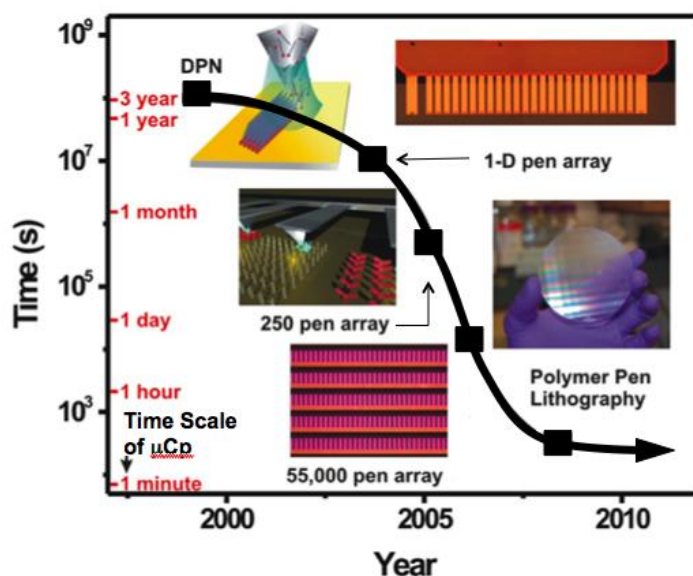 10⁹
DPN
3 year
1 year
10⁷
1-D pen array
1 month
Time (s)
10⁵
250 pen array
1 day
Polymer Pen
Lithography
1 hour
10³
Time Scale
of μCp
55,000 pen array
1 minute
2000
2005
2010
Year